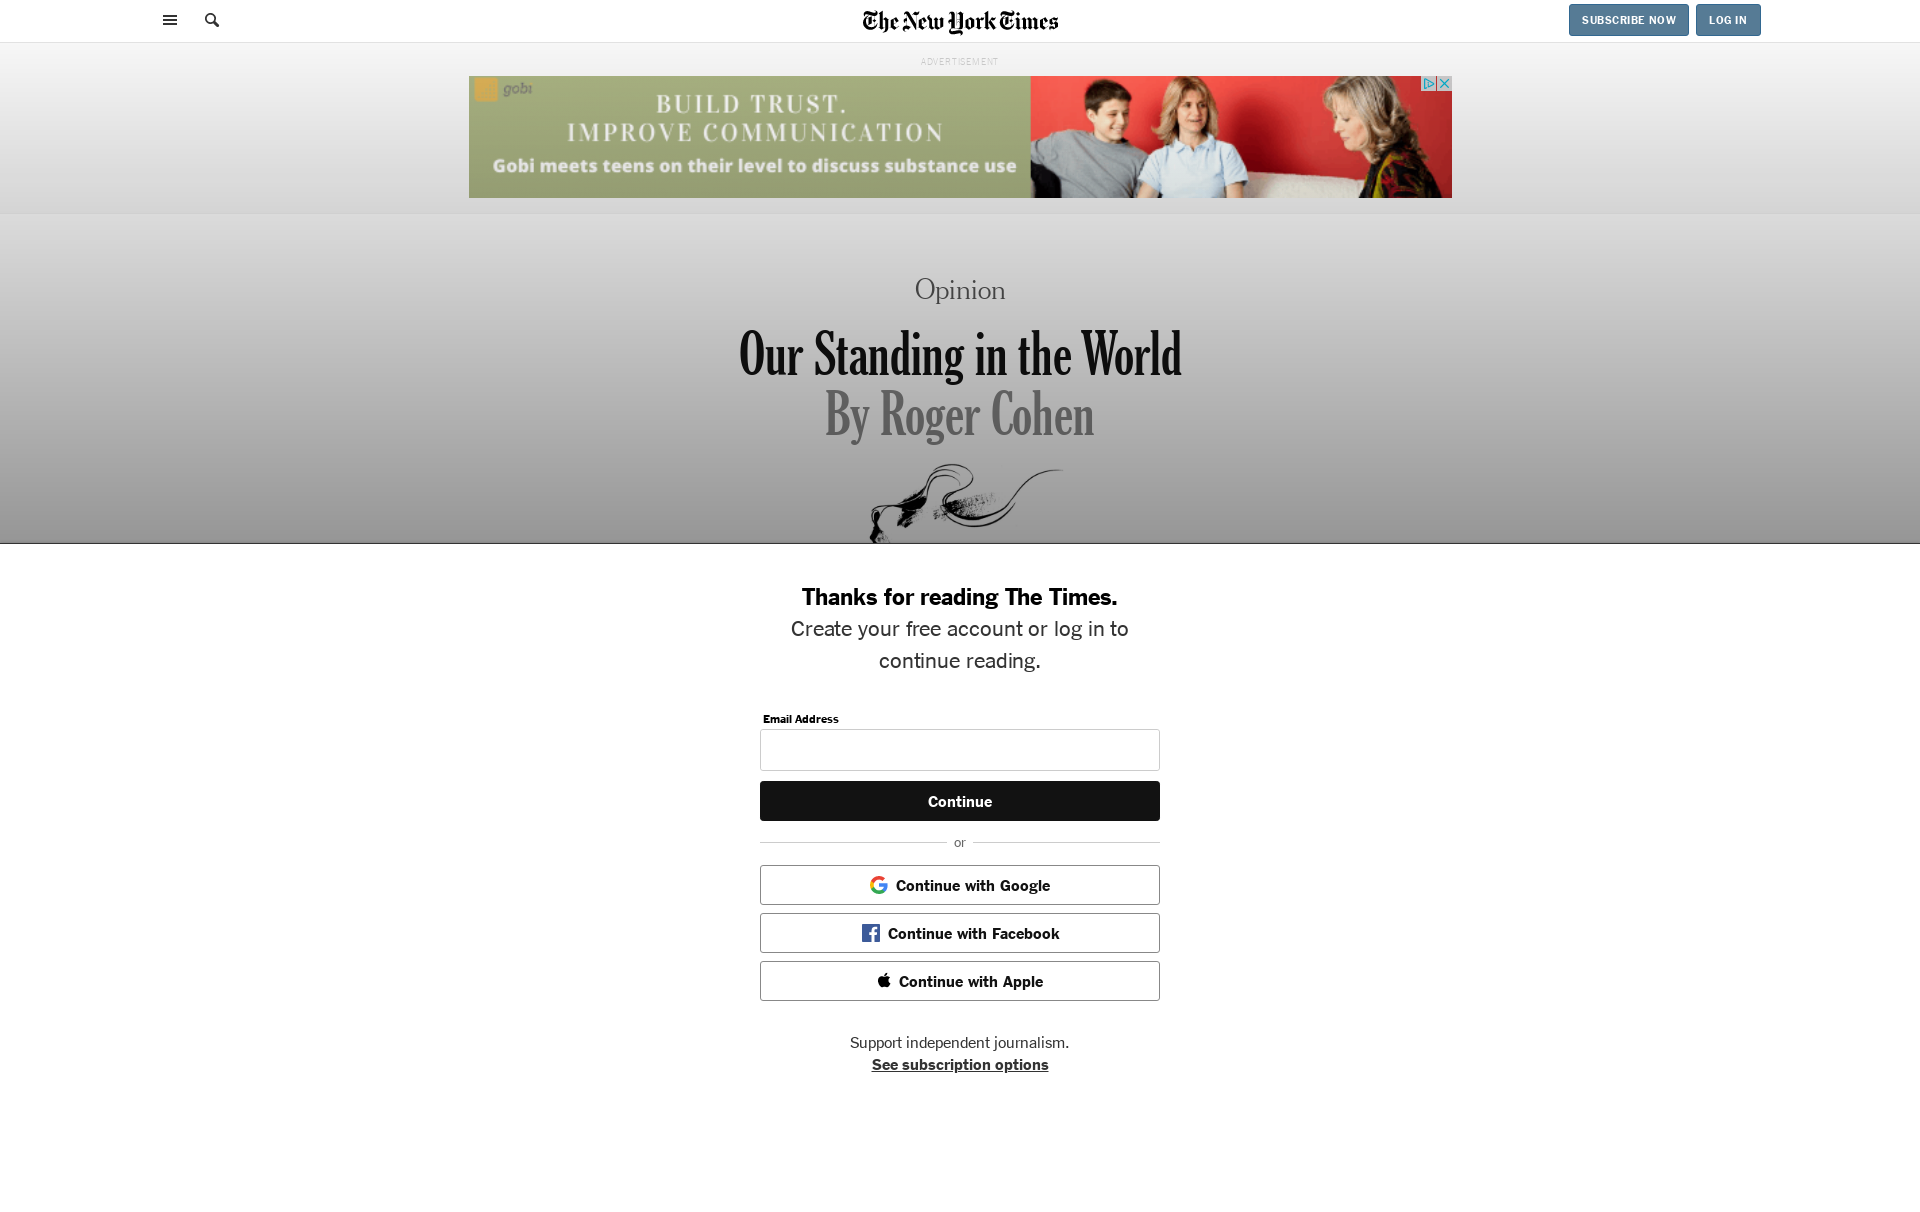 The New York Times
SUBSCRIBE NOW
LOG IN
ADVERTISEMENT
gobi
BUILD TRUST.
IMPROVE COMMUNICATION
Gobi meets teens on their level to discuss substance use
Opinion
Our Standing in the World
By Roger Cohen
Thanks for reading The Times.
Create your free account or log in to
continue reading.
Email Address
Continue
or
Continue with Google
Continue with Facebook
Continue with Apple
Support independent journalism.
See subscription options